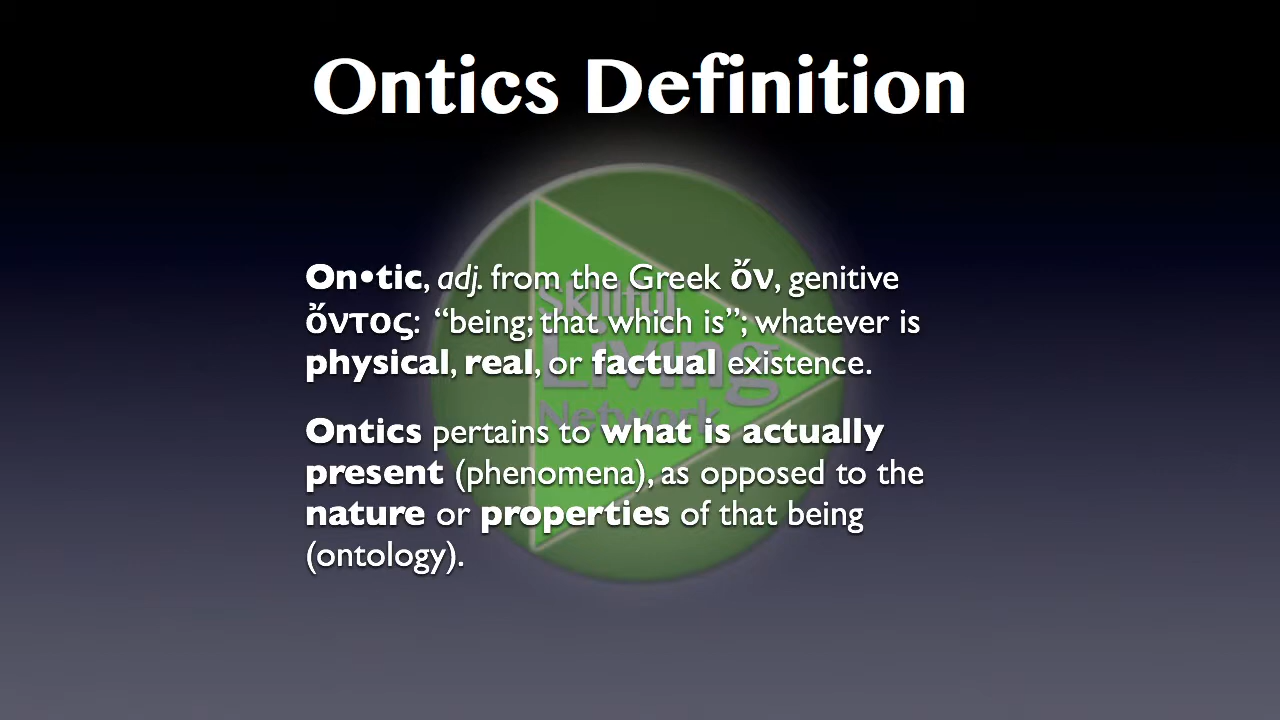 Ontics Definition
On•tic, adj. from the Greek ὄν, genitive
ὄντος: “being; that which is”; whatever is
physical, real, or factual existence.
Ontics pertains to what is actually
present (phenomena), as opposed to the
nature or properties of that being
(ontology).
Skillful
Living
Network